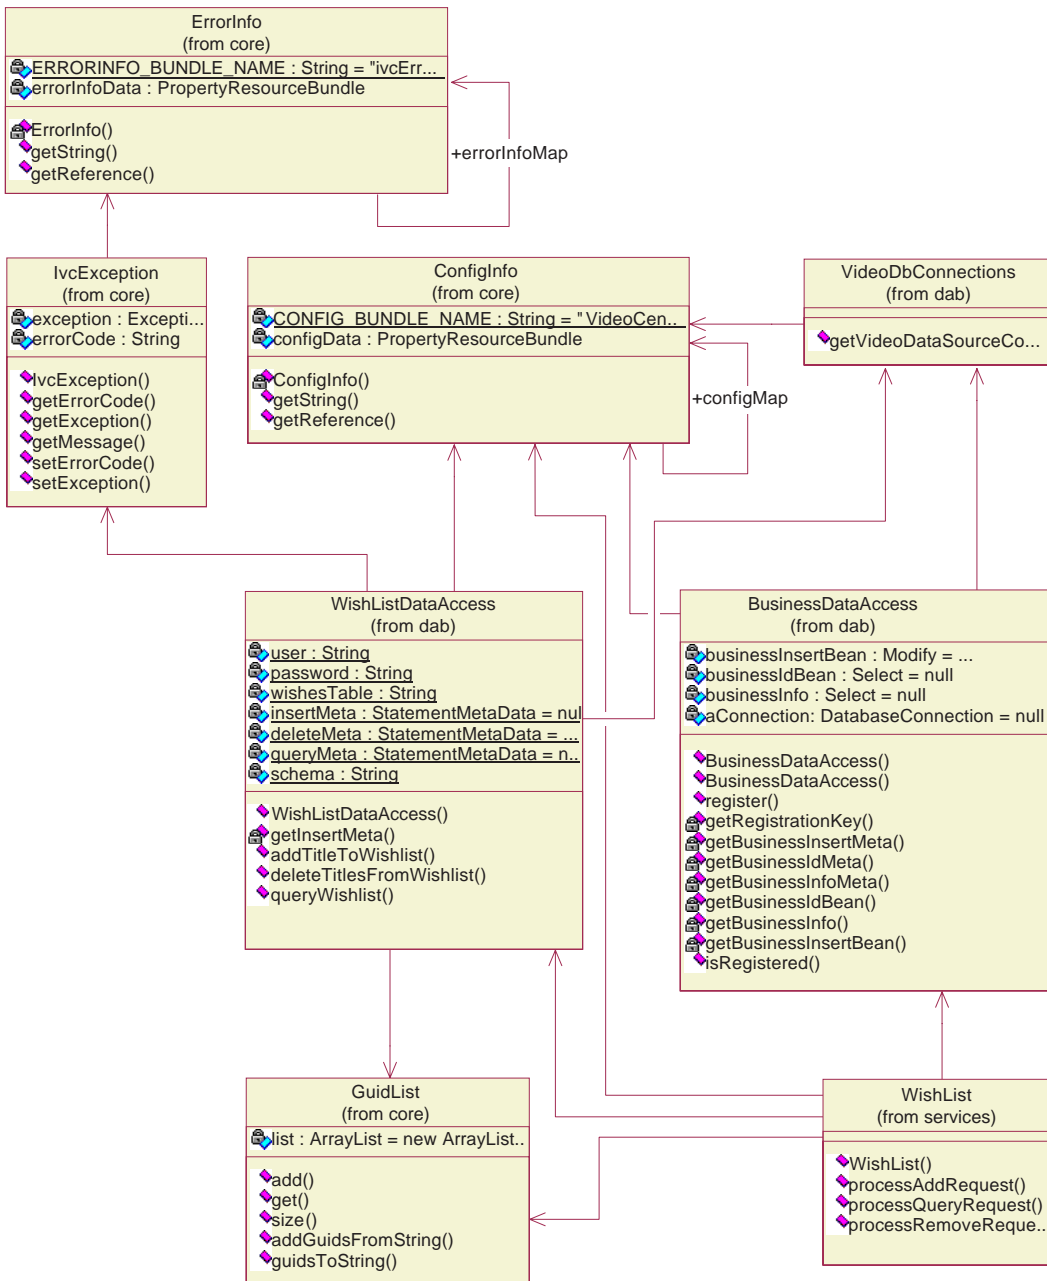 ErrorInfo
(from core)
ERRORINFO_BUNDLE_NAME : String = "ivcErr...
errorInfoData : PropertyResourceBundle
ErrorInfo()
getString()
getReference()
+errorInfoMap
IvcException
(from core)
exception : Excepti...
errorCode : String
IvcException()
getErrorCode()
getException()
getMessage()
setErrorCode()
setException()
ConfigInfo
(from core)
CONFIG_BUNDLE_NAME : String = "VideoCen..
configData : PropertyResourceBundle
ConfigInfo()
getString()
getReference()
+configMap
VideoDbConnections
(from dab)
getVideoDataSourceCo...
WishListDataAccess
(from dab)
user : String
password : String
wishesTable : String
insertMeta : StatementMetaData = nul
deleteMeta : StatementMetaData = ...
queryMeta : StatementMetaData = n..
schema : String
WishListDataAccess()
getInsertMeta()
addTitleToWishlist()
deleteTitlesFromWishlist()
queryWishlist()
BusinessDataAccess
(from dab)
businessInsertBean : Modify = ...
businessIdBean : Select = null
businessInfo : Select = null
aConnection: DatabaseConnection = null
BusinessDataAccess()
BusinessDataAccess()
register()
getRegistrationKey()
getBusinessInsertMeta()
getBusinessIdMeta()
getBusinessInfoMeta()
getBusinessIdBean()
getBusinessInfo()
getBusinessInsertBean()
isRegistered()
GuidList
(from core)
list : ArrayList = new ArrayList..
add()
get()
size()
addGuidsFromString()
guidsToString()
WishList
(from services)
WishList()
processAddRequest()
processQueryRequest()
processRemoveReque...